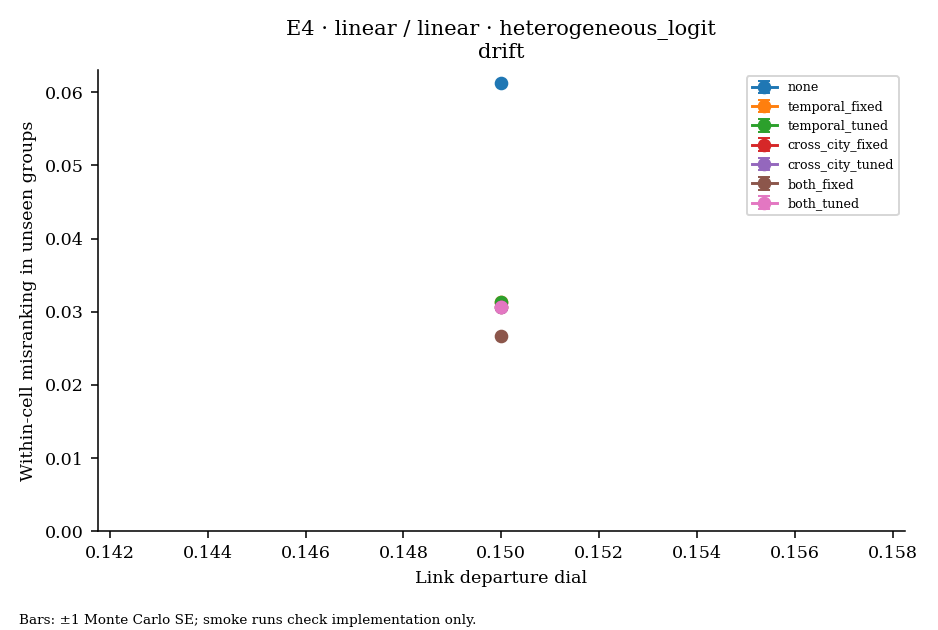 E4 · linear / linear · heterogeneous_logit
drift
Within-cell misranking in unseen groups
0.06
0.05
0.04
0.03
0.02
0.01
0.00
none
temporal_fixed
temporal_tuned
cross_city_fixed
cross_city_tuned
both_fixed
both_tuned
0.142 0.144 0.146 0.148 0.150 0.152 0.154 0.156 0.158
Link departure dial
Bars: ±1 Monte Carlo SE; smoke runs check implementation only.